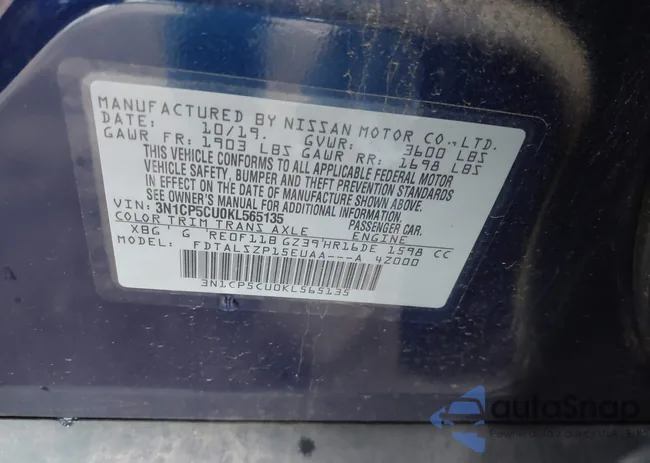 MANUFACTURED BY NISSAN MOTOR CO., LTD.
DATE: 10/19. GVWR: 3600 LBS
GAWR FR: 1903 LBS GAWR RR: 1698 LBS
THIS VEHICLE CONFORMS TO ALL APPLICABLE FEDERAL MOTOR
VEHICLE SAFETY, BUMPER AND THEFT PREVENTION STANDARDS
IN EFFECT ON THE DATE OF MANUFACTURE SHOWN ABOVE.
SEE OWNER'S MANUAL FOR ADDITIONAL INFORMATION.
VIN: 3N1CP5CU0KL565135 PASSENGER CAR.
COLOR TRIM TRANS AXLE ENGINE
XBG G RE0F11B GZ39 HR16DE 1598 CC
MODEL: FDTALSZP15EUAA---A 42000
3N1CP5CU0KL565135
autoSnap